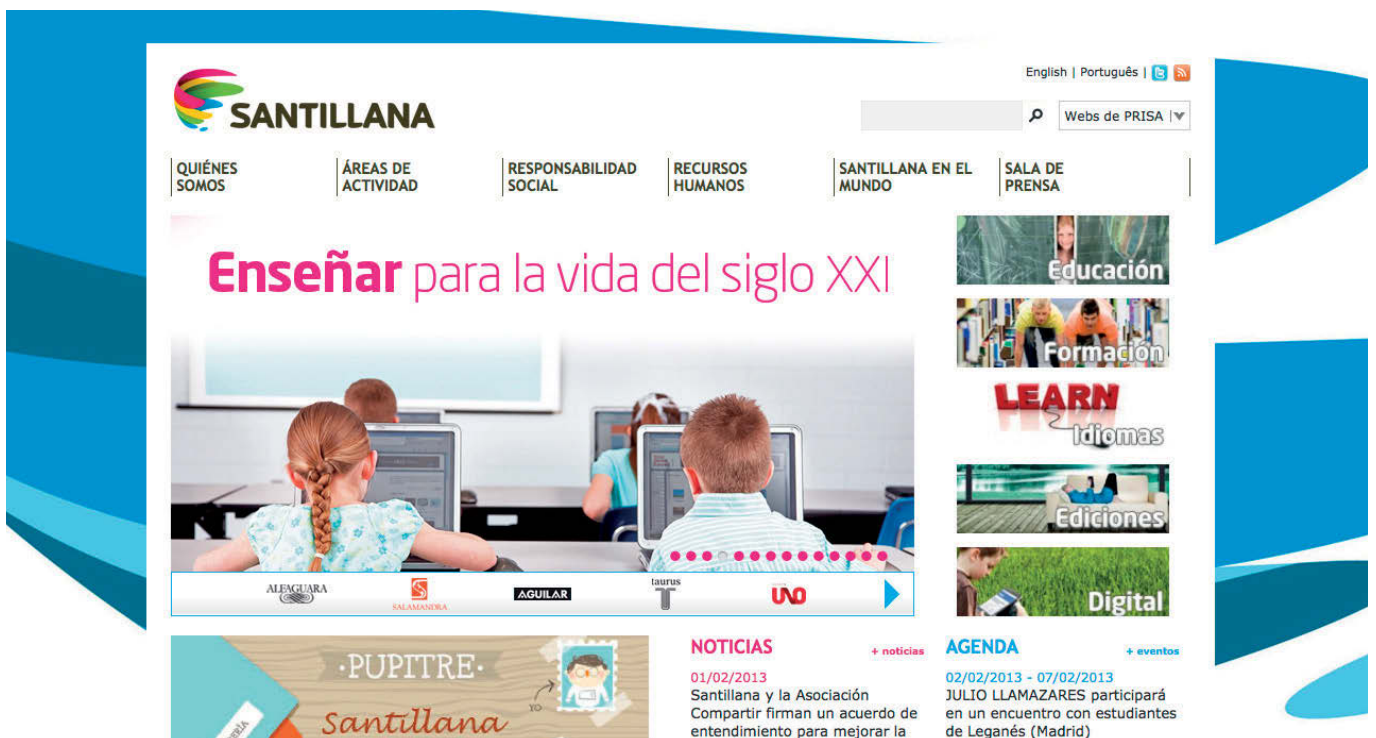 English | Português |
SANTILLANA
Webs de PRISA
QUIÉNES
SOMOS
ÁREAS DE
ACTIVIDAD
RESPONSABILIDAD
SOCIAL
RECURSOS
HUMANOS
SANTILLANA EN EL
MUNDO
SALA DE
PRENSA
Enseñar para la vida del siglo XXI
Educación
Formación
LEARN
Idiomas
Ediciones
Digital
ALFAGUARA
SALAMANDRA
AGUILAR
taurus
T
UNO
·PUPITRE·
YO
Santillana
NOTICIAS
+ noticias
01/02/2013
Santillana y la Asociación
Compartir firman un acuerdo de
entendimiento para mejorar la
AGENDA
+ eventos
02/02/2013 - 07/02/2013
JULIO LLAMAZARES participará
en un encuentro con estudiantes
de Leganés (Madrid)